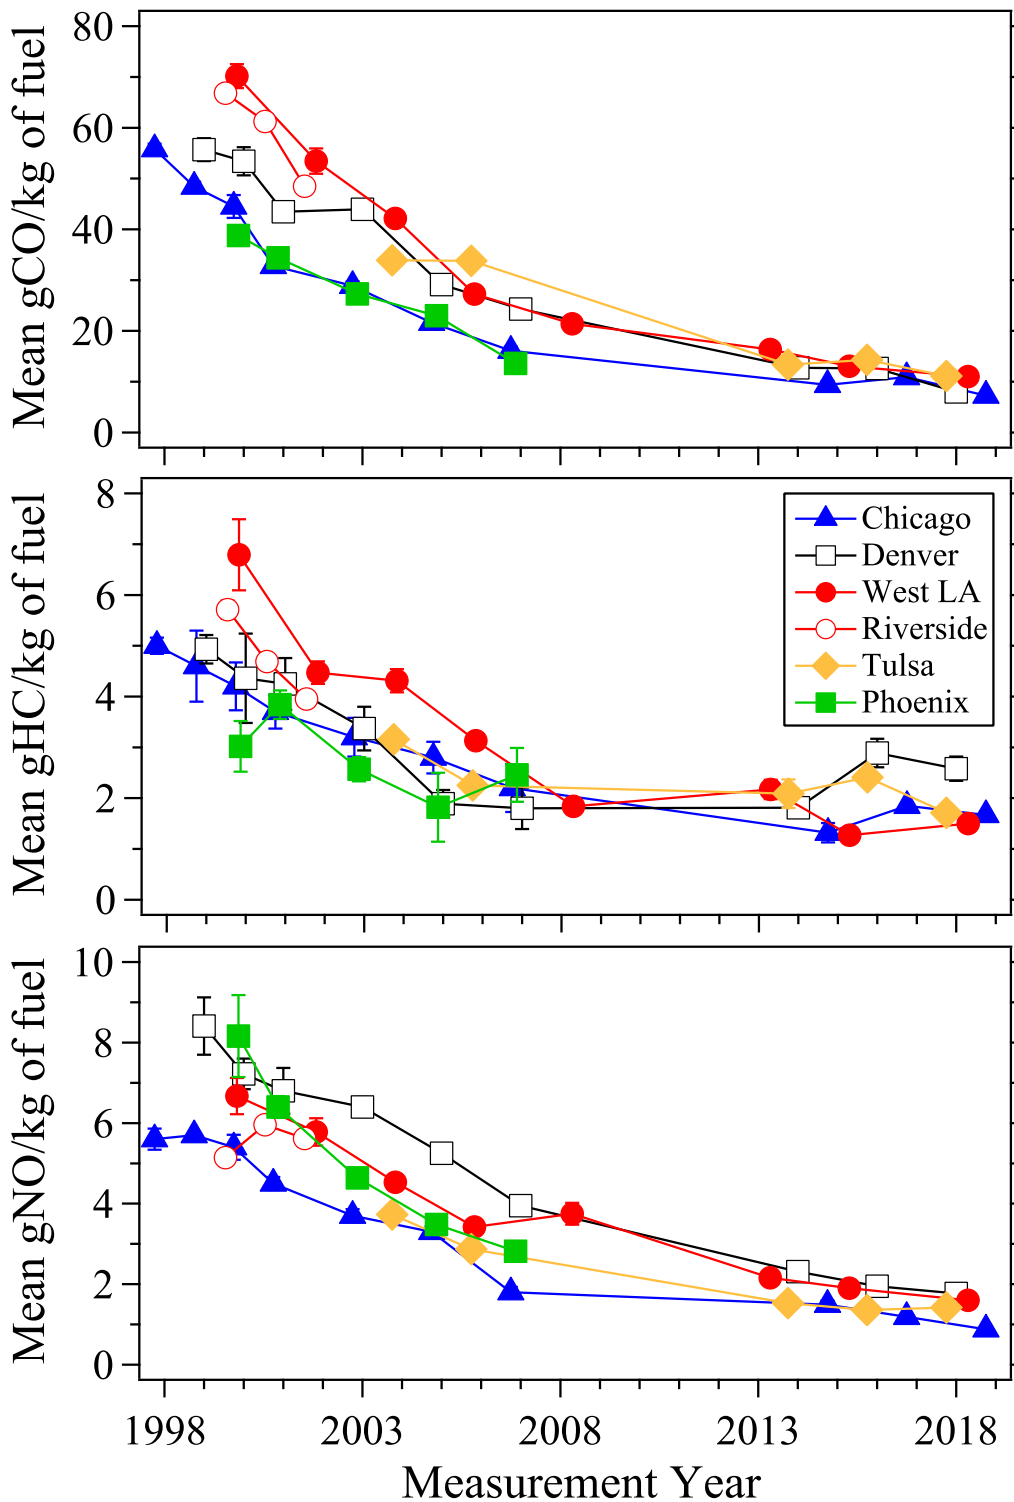 Mean gCO/kg of fuel
80
60
40
20
0
Mean gHC/kg of fuel
8
6
4
2
0
Chicago
Denver
West LA
Riverside
Tulsa
Phoenix
Mean gNO/kg of fuel
10
8
6
4
2
0
1998 2003 2008 2013 2018
Measurement Year